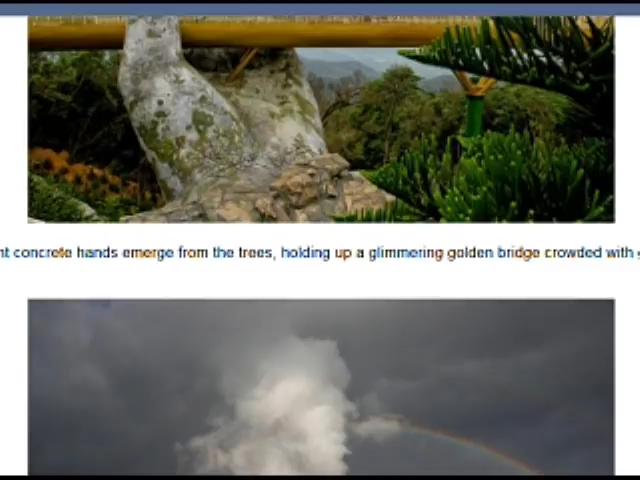 nt concrete hands emerge from the trees, holding up a glimmering golden bridge crowded with